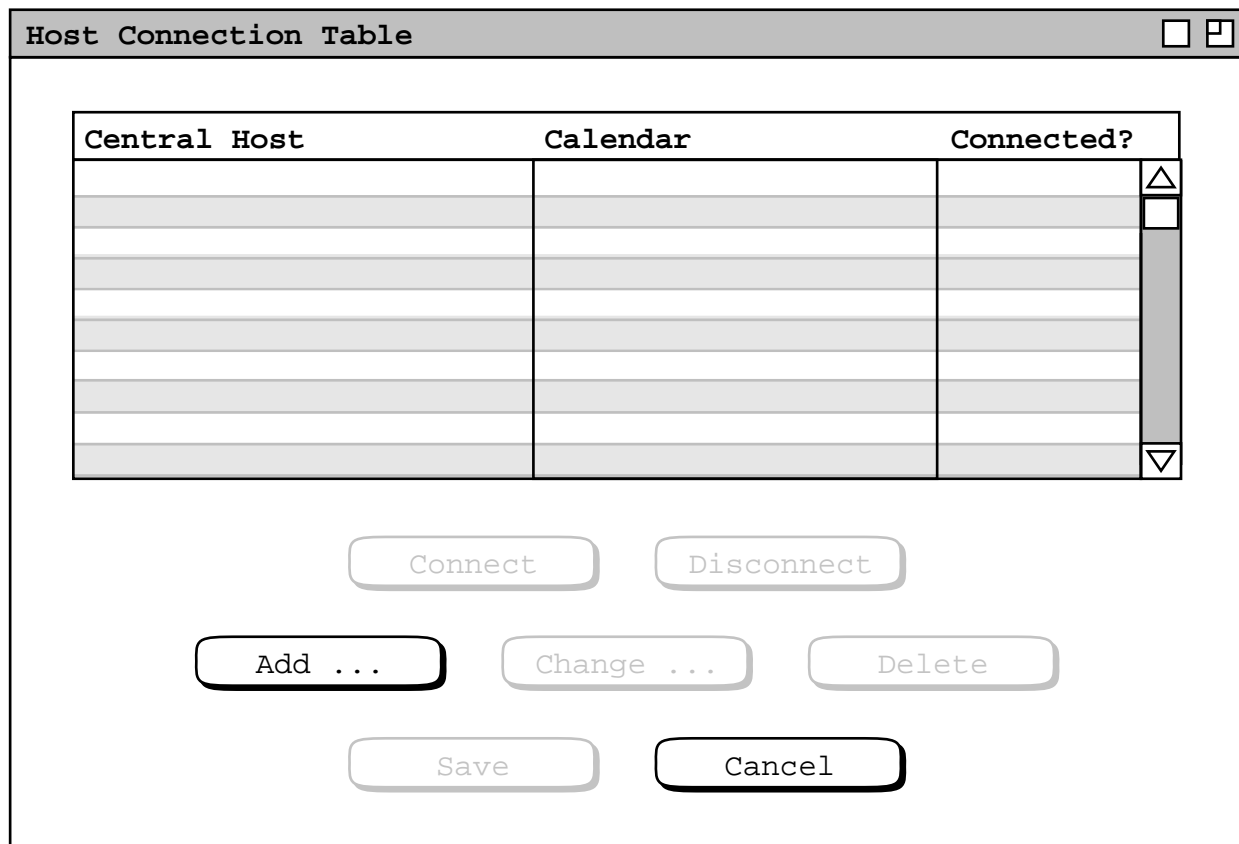 Host Connection Table
Central Host Calendar Connected?
Connect Disconnect
Add ... Change ... Delete
Save Cancel